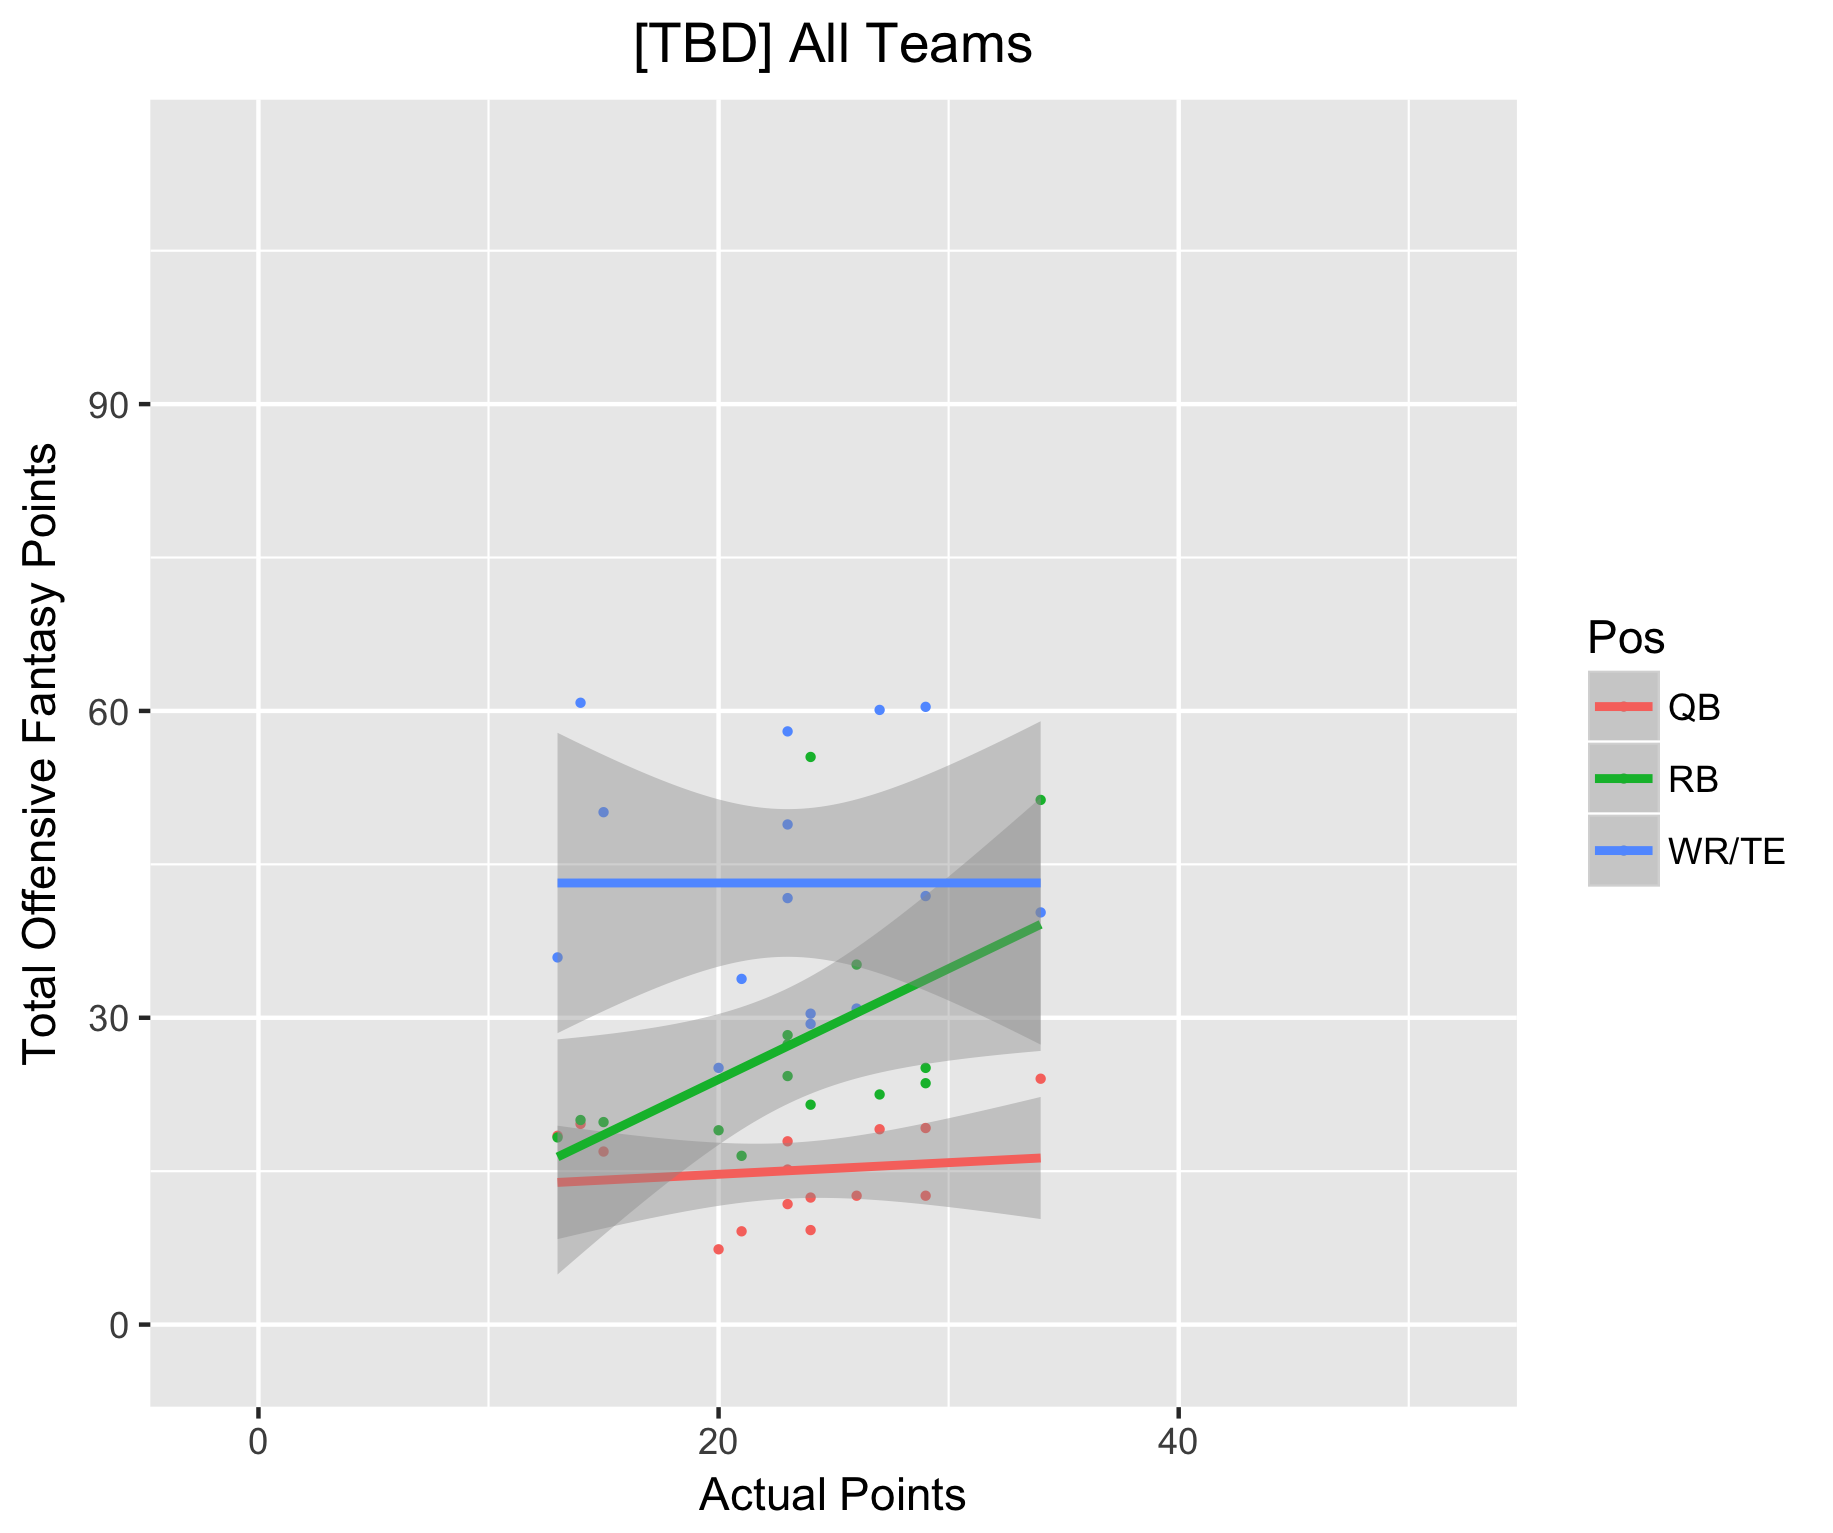 [TBD] All Teams
Total Offensive Fantasy Points
90
60
30
0
0 20 40
Actual Points
Pos
QB
RB
WR/TE